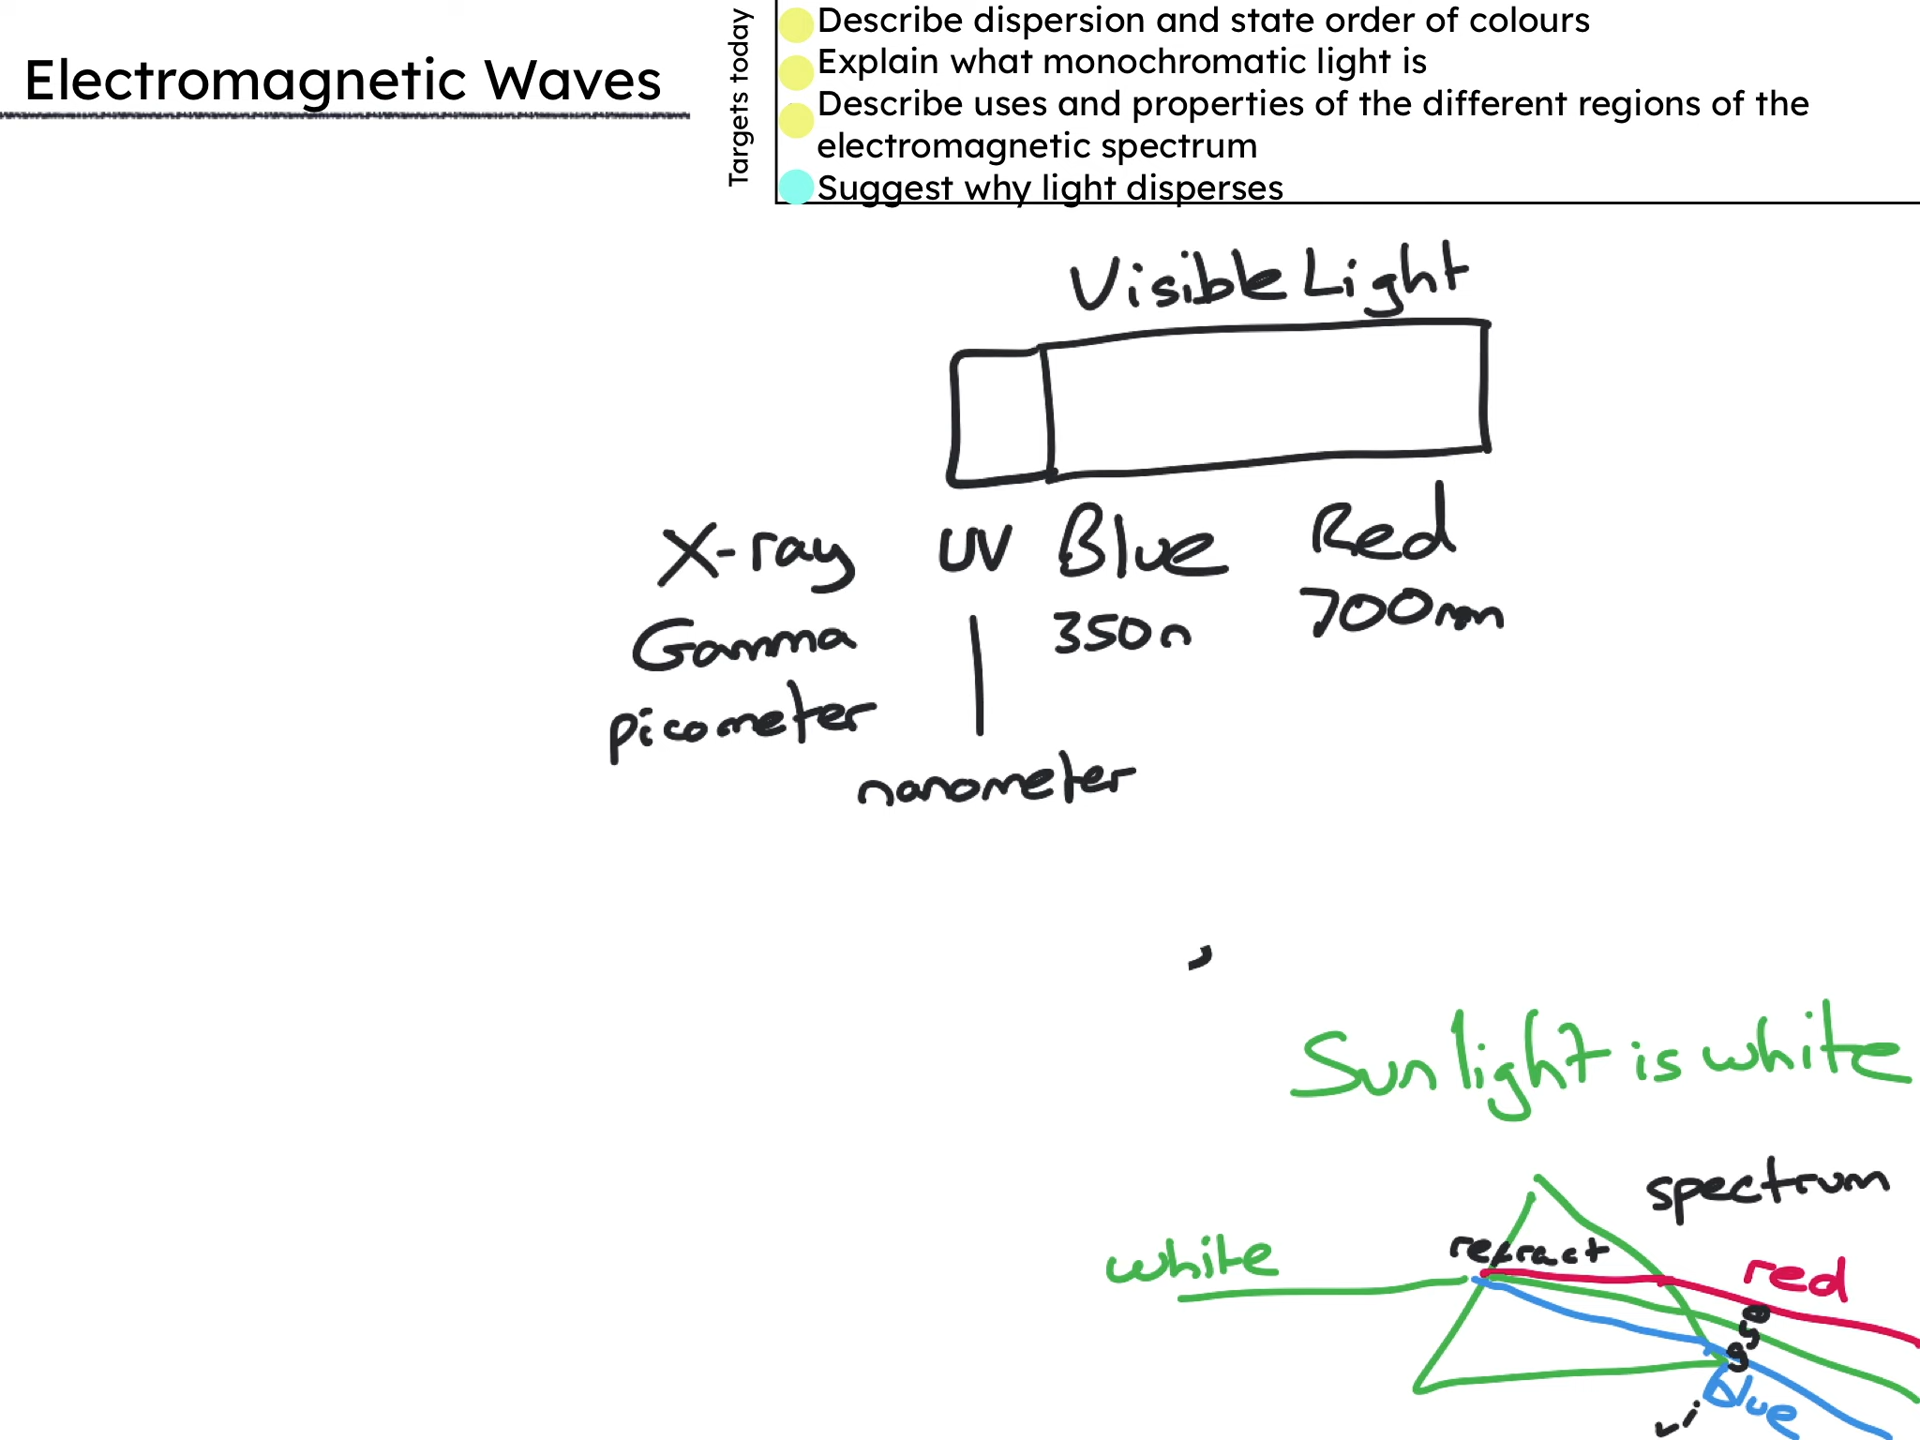 Electromagnetic Waves
Targets today
Describe dispersion and state order of colours
Explain what monochromatic light is
Describe uses and properties of the different regions of the
electromagnetic spectrum
Suggest why light disperses
Visible Light
X-ray UV Blue Red
Gamma 350n 700nm
picometer
nanometer
Sun light is white
spectrum
white refract red
o
y
g
blue
i
v